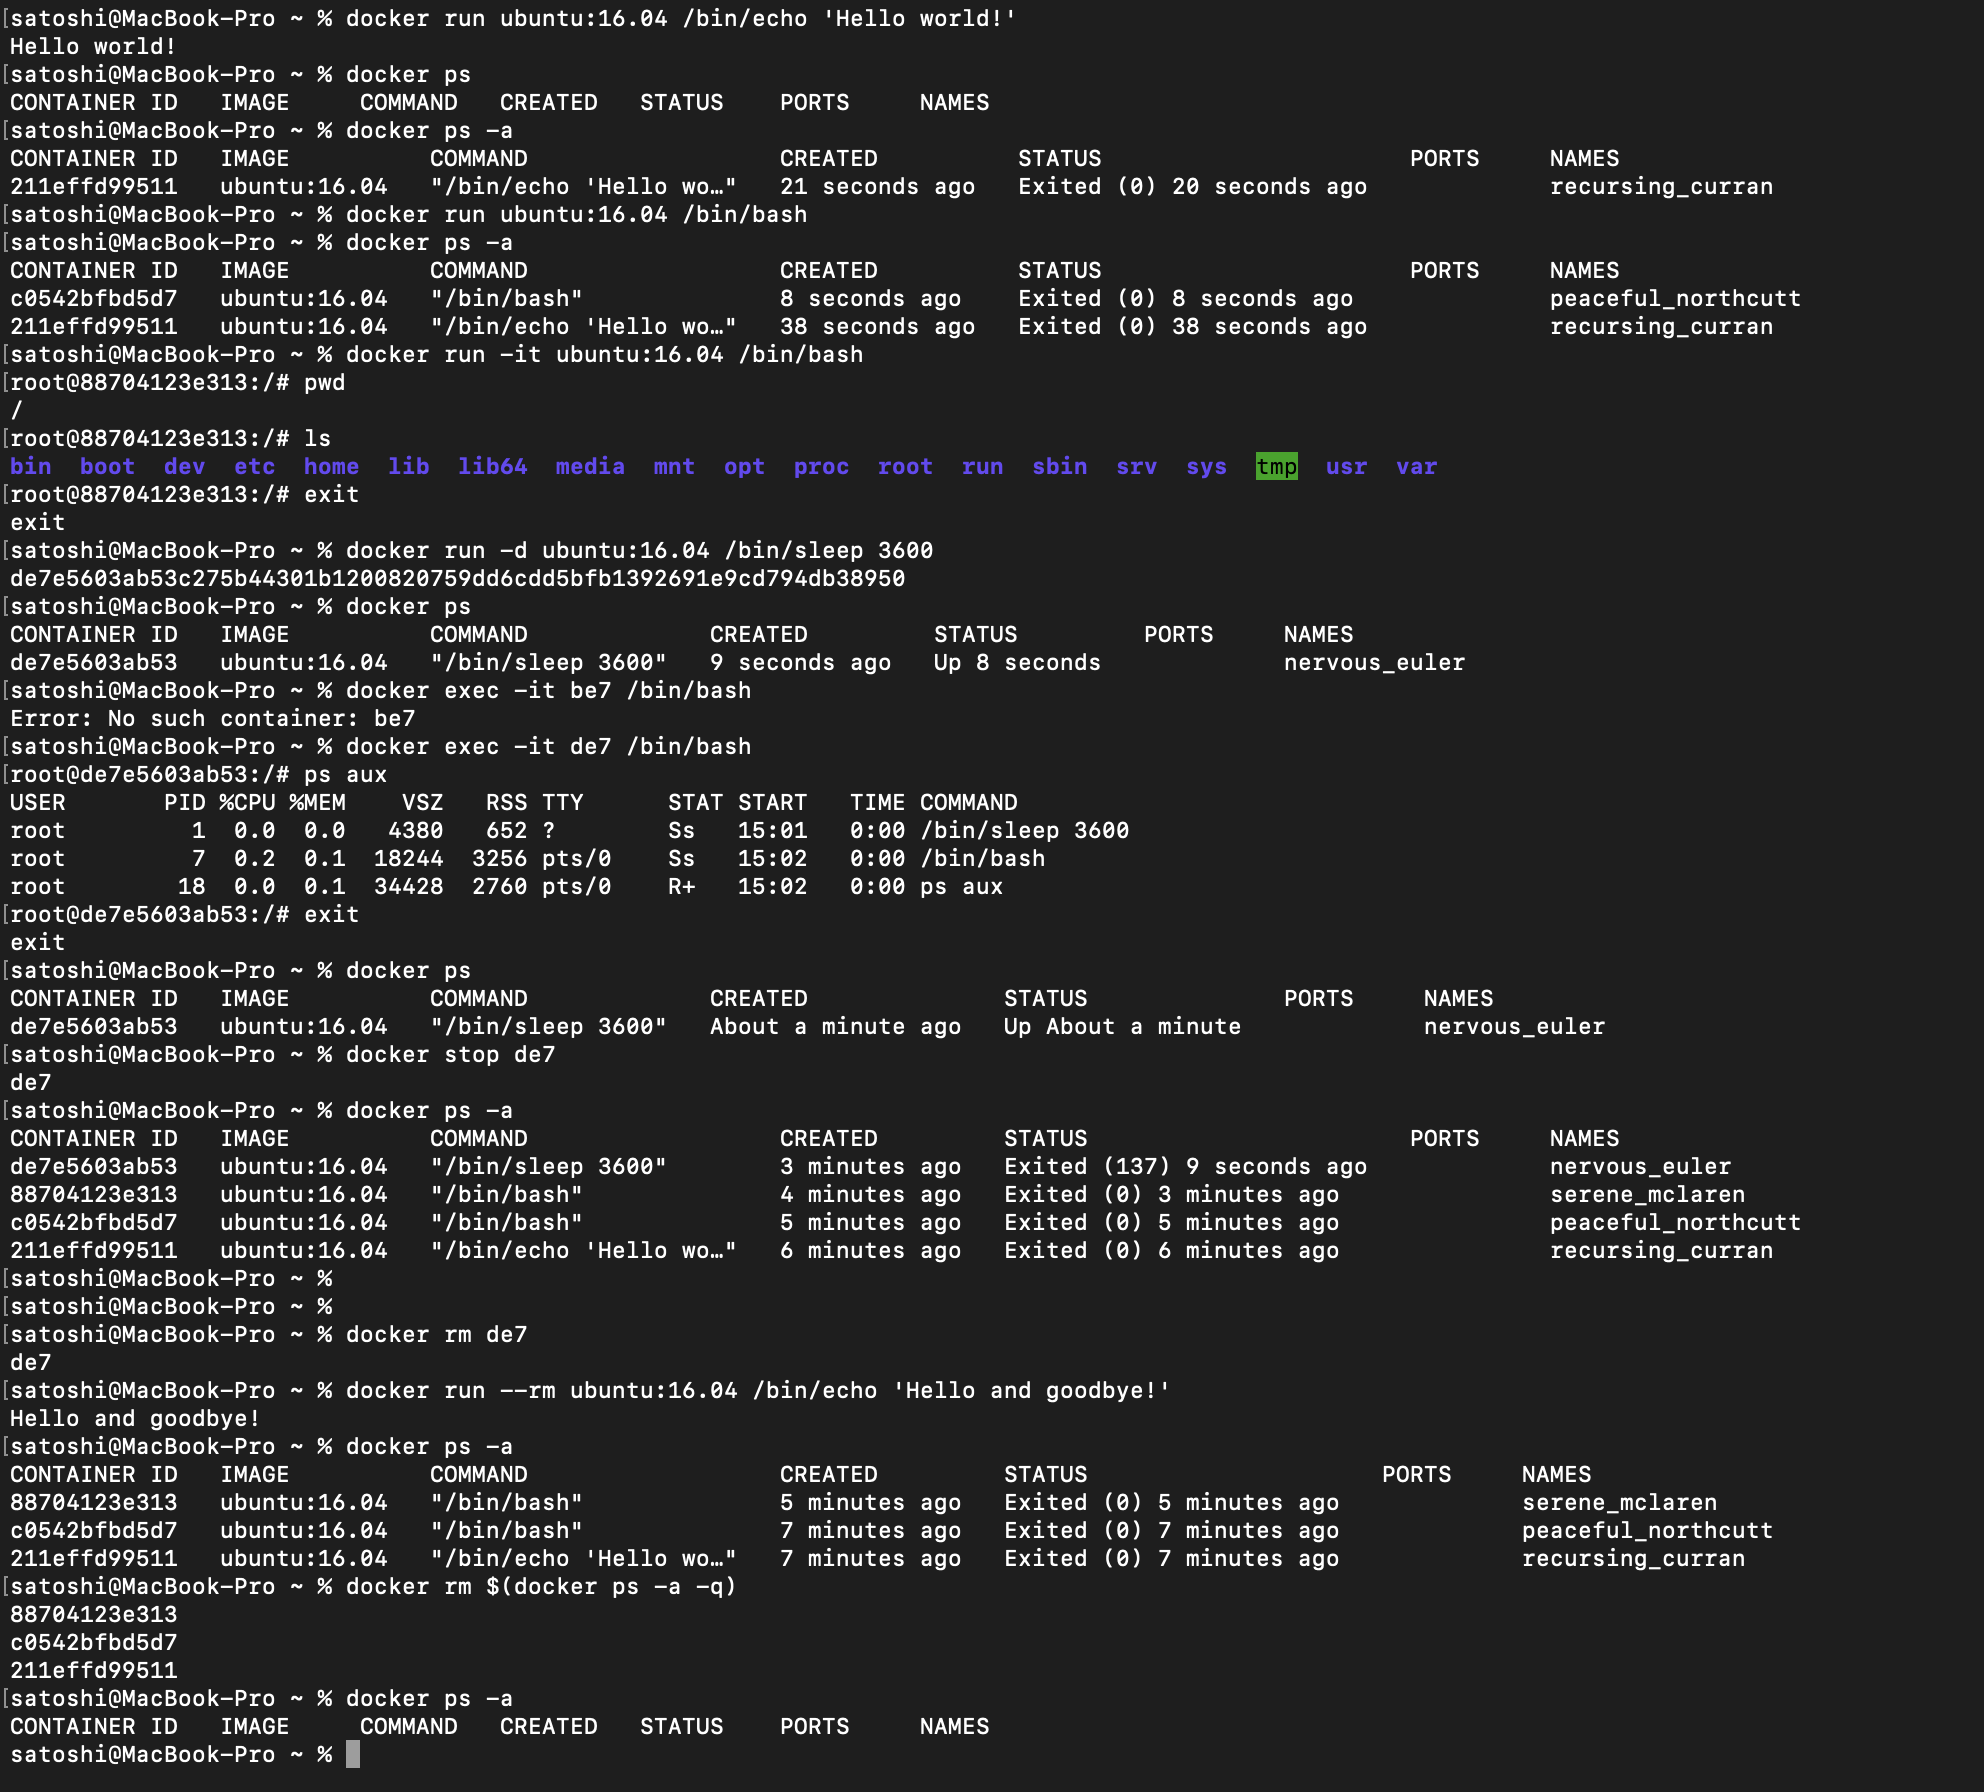 [satoshi@MacBook-Pro ~ % docker run ubuntu:16.04 /bin/echo 'Hello world!'
Hello world!
[satoshi@MacBook-Pro ~ % docker ps
CONTAINER ID   IMAGE     COMMAND   CREATED   STATUS    PORTS     NAMES
[satoshi@MacBook-Pro ~ % docker ps -a
CONTAINER ID   IMAGE          COMMAND                  CREATED          STATUS                      PORTS     NAMES
211effd99511   ubuntu:16.04   "/bin/echo 'Hello wo…"   21 seconds ago   Exited (0) 20 seconds ago             recursing_curran
[satoshi@MacBook-Pro ~ % docker run ubuntu:16.04 /bin/bash
[satoshi@MacBook-Pro ~ % docker ps -a
CONTAINER ID   IMAGE          COMMAND                  CREATED          STATUS                      PORTS     NAMES
c0542bfbd5d7   ubuntu:16.04   "/bin/bash"              8 seconds ago    Exited (0) 8 seconds ago              peaceful_northcutt
211effd99511   ubuntu:16.04   "/bin/echo 'Hello wo…"   38 seconds ago   Exited (0) 38 seconds ago             recursing_curran
[satoshi@MacBook-Pro ~ % docker run -it ubuntu:16.04 /bin/bash
[root@88704123e313:/# pwd
/
[root@88704123e313:/# ls
bin  boot  dev  etc  home  lib  lib64  media  mnt  opt  proc  root  run  sbin  srv  sys  tmp  usr  var
[root@88704123e313:/# exit
exit
[satoshi@MacBook-Pro ~ % docker run -d ubuntu:16.04 /bin/sleep 3600
de7e5603ab53c275b44301b1200820759dd6cdd5bfb1392691e9cd794db38950
[satoshi@MacBook-Pro ~ % docker ps
CONTAINER ID   IMAGE          COMMAND             CREATED         STATUS         PORTS     NAMES
de7e5603ab53   ubuntu:16.04   "/bin/sleep 3600"   9 seconds ago   Up 8 seconds             nervous_euler
[satoshi@MacBook-Pro ~ % docker exec -it be7 /bin/bash
Error: No such container: be7
[satoshi@MacBook-Pro ~ % docker exec -it de7 /bin/bash
[root@de7e5603ab53:/# ps aux
USER       PID %CPU %MEM    VSZ   RSS TTY      STAT START   TIME COMMAND
root         1  0.0  0.0   4380   652 ?        Ss   15:01   0:00 /bin/sleep 3600
root         7  0.2  0.1  18244  3256 pts/0    Ss   15:02   0:00 /bin/bash
root        18  0.0  0.1  34428  2760 pts/0    R+   15:02   0:00 ps aux
[root@de7e5603ab53:/# exit
exit
[satoshi@MacBook-Pro ~ % docker ps
CONTAINER ID   IMAGE          COMMAND             CREATED              STATUS              PORTS     NAMES
de7e5603ab53   ubuntu:16.04   "/bin/sleep 3600"   About a minute ago   Up About a minute             nervous_euler
[satoshi@MacBook-Pro ~ % docker stop de7
de7
[satoshi@MacBook-Pro ~ % docker ps -a
CONTAINER ID   IMAGE          COMMAND                  CREATED         STATUS                       PORTS     NAMES
de7e5603ab53   ubuntu:16.04   "/bin/sleep 3600"        3 minutes ago   Exited (137) 9 seconds ago             nervous_euler
88704123e313   ubuntu:16.04   "/bin/bash"              4 minutes ago   Exited (0) 3 minutes ago               serene_mclaren
c0542bfbd5d7   ubuntu:16.04   "/bin/bash"              5 minutes ago   Exited (0) 5 minutes ago               peaceful_northcutt
211effd99511   ubuntu:16.04   "/bin/echo 'Hello wo…"   6 minutes ago   Exited (0) 6 minutes ago               recursing_curran
[satoshi@MacBook-Pro ~ %
[satoshi@MacBook-Pro ~ %
[satoshi@MacBook-Pro ~ % docker rm de7
de7
[satoshi@MacBook-Pro ~ % docker run --rm ubuntu:16.04 /bin/echo 'Hello and goodbye!'
Hello and goodbye!
[satoshi@MacBook-Pro ~ % docker ps -a
CONTAINER ID   IMAGE          COMMAND                  CREATED         STATUS                     PORTS     NAMES
88704123e313   ubuntu:16.04   "/bin/bash"              5 minutes ago   Exited (0) 5 minutes ago             serene_mclaren
c0542bfbd5d7   ubuntu:16.04   "/bin/bash"              7 minutes ago   Exited (0) 7 minutes ago             peaceful_northcutt
211effd99511   ubuntu:16.04   "/bin/echo 'Hello wo…"   7 minutes ago   Exited (0) 7 minutes ago             recursing_curran
[satoshi@MacBook-Pro ~ % docker rm $(docker ps -a -q)
88704123e313
c0542bfbd5d7
211effd99511
[satoshi@MacBook-Pro ~ % docker ps -a
CONTAINER ID   IMAGE     COMMAND   CREATED   STATUS    PORTS     NAMES
satoshi@MacBook-Pro ~ %